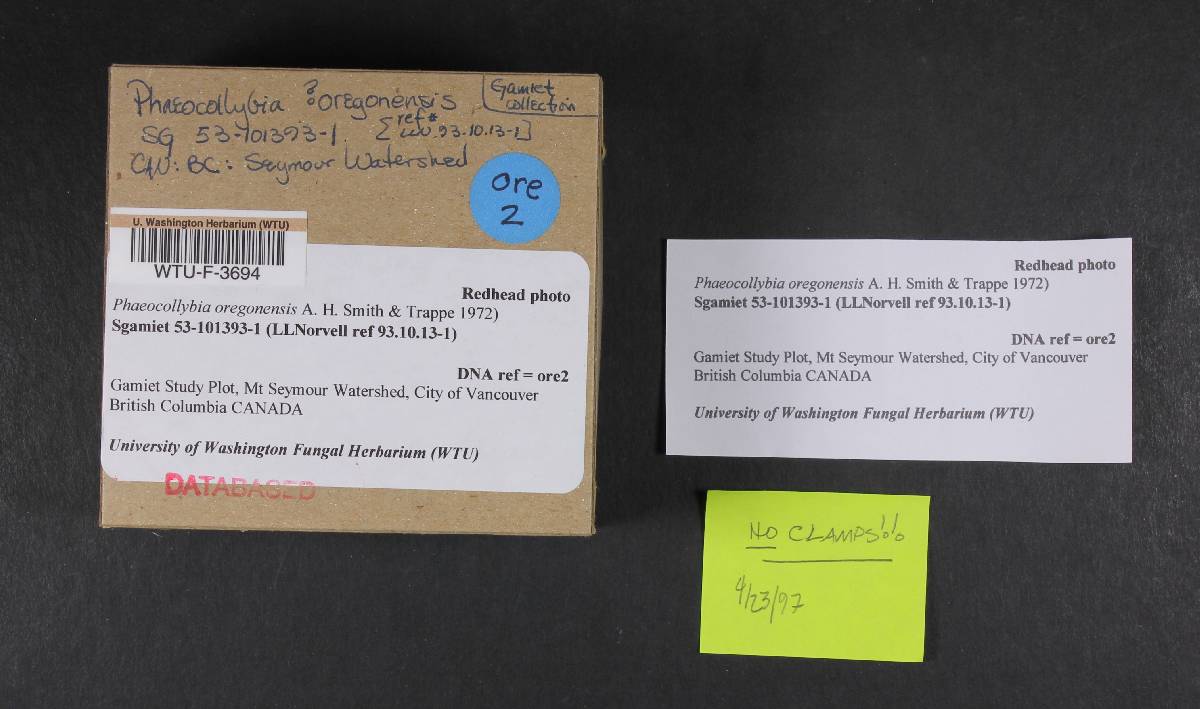 Phaeocollybia ? oregonensis
Gamiet collection
SG 53-101393-1. [ref# LLN 93.10.13-1]
CAN: BC: Seymour Watershed
Ore
2
U. Washington Herbarium (WTU)
WTU-F-3694
Redhead photo
Phaeocollybia oregonensis A. H. Smith & Trappe 1972)
Sgamiet 53-101393-1 (LLNorvell ref 93.10.13-1)
DNA ref = ore2
Gamiet Study Plot, Mt Seymour Watershed, City of Vancouver
British Columbia CANADA
University of Washington Fungal Herbarium (WTU)
DATABASED
Redhead photo
Phaeocollybia oregonensis A. H. Smith & Trappe 1972)
Sgamiet 53-101393-1 (LLNorvell ref 93.10.13-1)
DNA ref = ore2
Gamiet Study Plot, Mt Seymour Watershed, City of Vancouver
British Columbia CANADA
University of Washington Fungal Herbarium (WTU)
NO CLAMPS!!
4/23/97